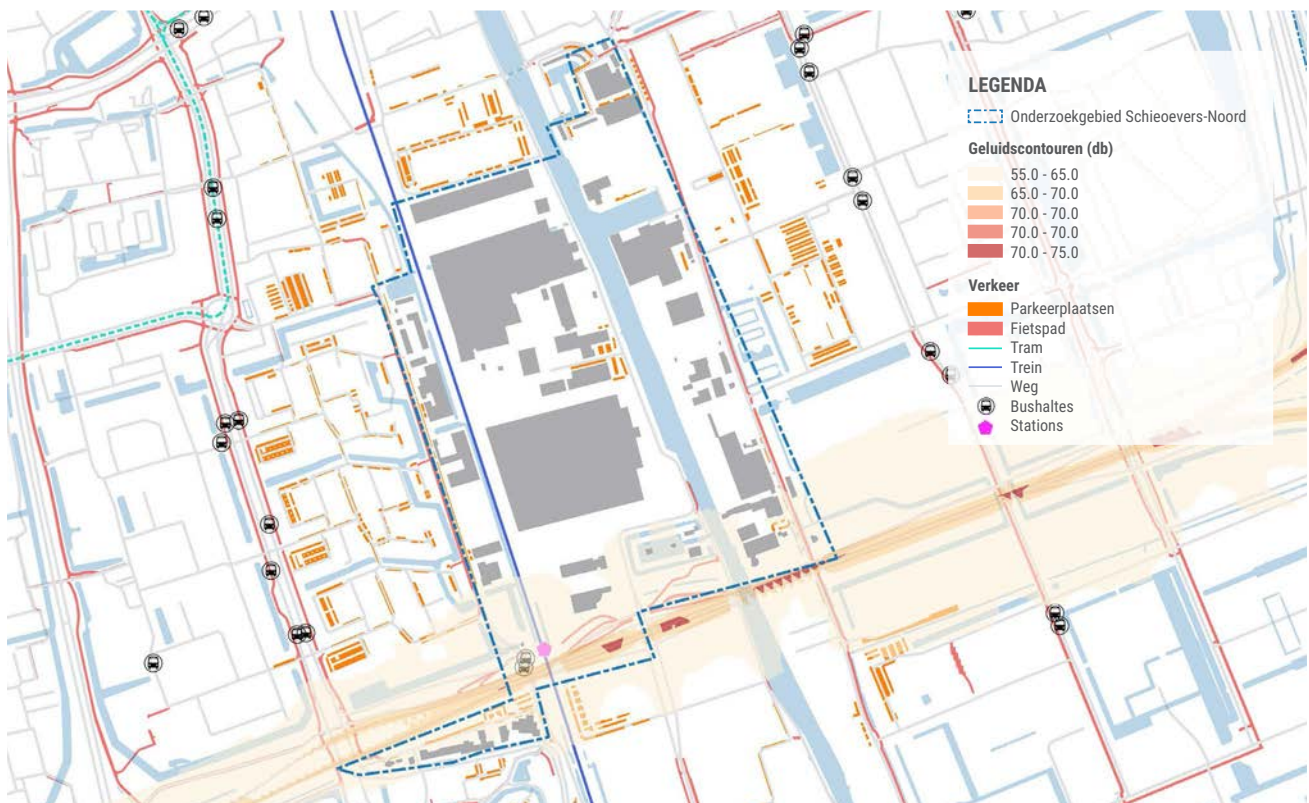 LEGENDA
Onderzoekgebied Schieoevers-Noord
Geluidscontouren (db)
55.0 - 65.0
65.0 - 70.0
70.0 - 70.0
70.0 - 70.0
70.0 - 75.0
Verkeer
Parkeerplaatsen
Fietspad
Tram
Trein
Weg
Bushaltes
Stations